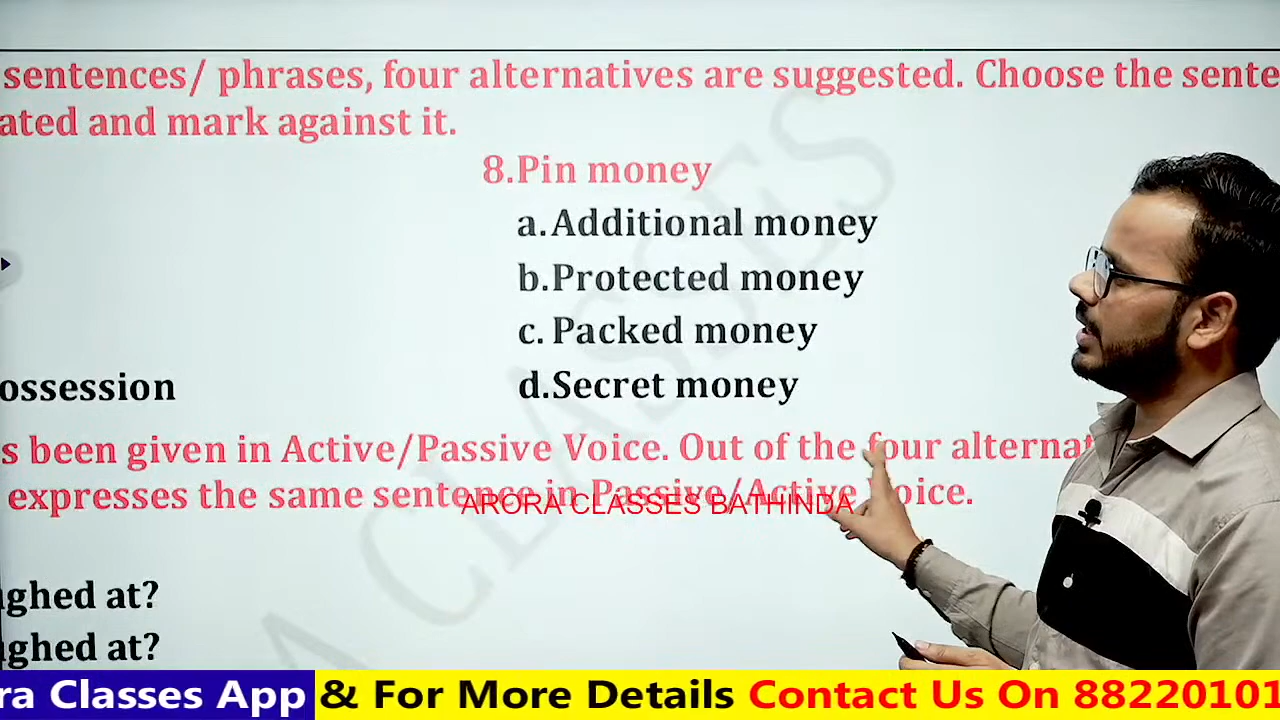 sentences/ phrases, four alternatives are suggested. Choose the sente
ated and mark against it.
8.Pin money
a.Additional money
b.Protected money
c. Packed money
d.Secret money
ossession
s been given in Active/Passive Voice. Out of the four alternat
expresses the same sentence in Passive/Active Voice.
ARORA CLASSES BATHINDA
ghed at?
ghed at?
A CLASSES
ra Classes App & For More Details Contact Us On 88220101